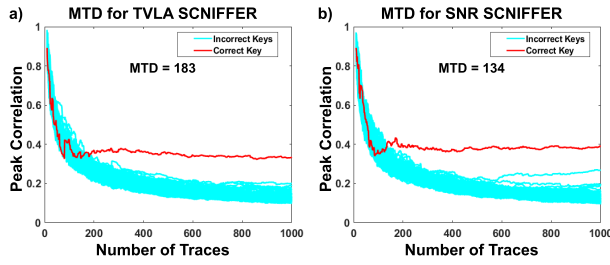 a) MTD for TVLA SCNIFFER
Incorrect Keys
Correct Key
MTD = 183
Peak Correlation
1
0.8
0.6
0.4
0.2
0
0 200 400 600 800 1000
Number of Traces
b) MTD for SNR SCNIFFER
Incorrect Keys
Correct Key
MTD = 134
Peak Correlation
1
0.8
0.6
0.4
0.2
0
0 200 400 600 800 1000
Number of Traces